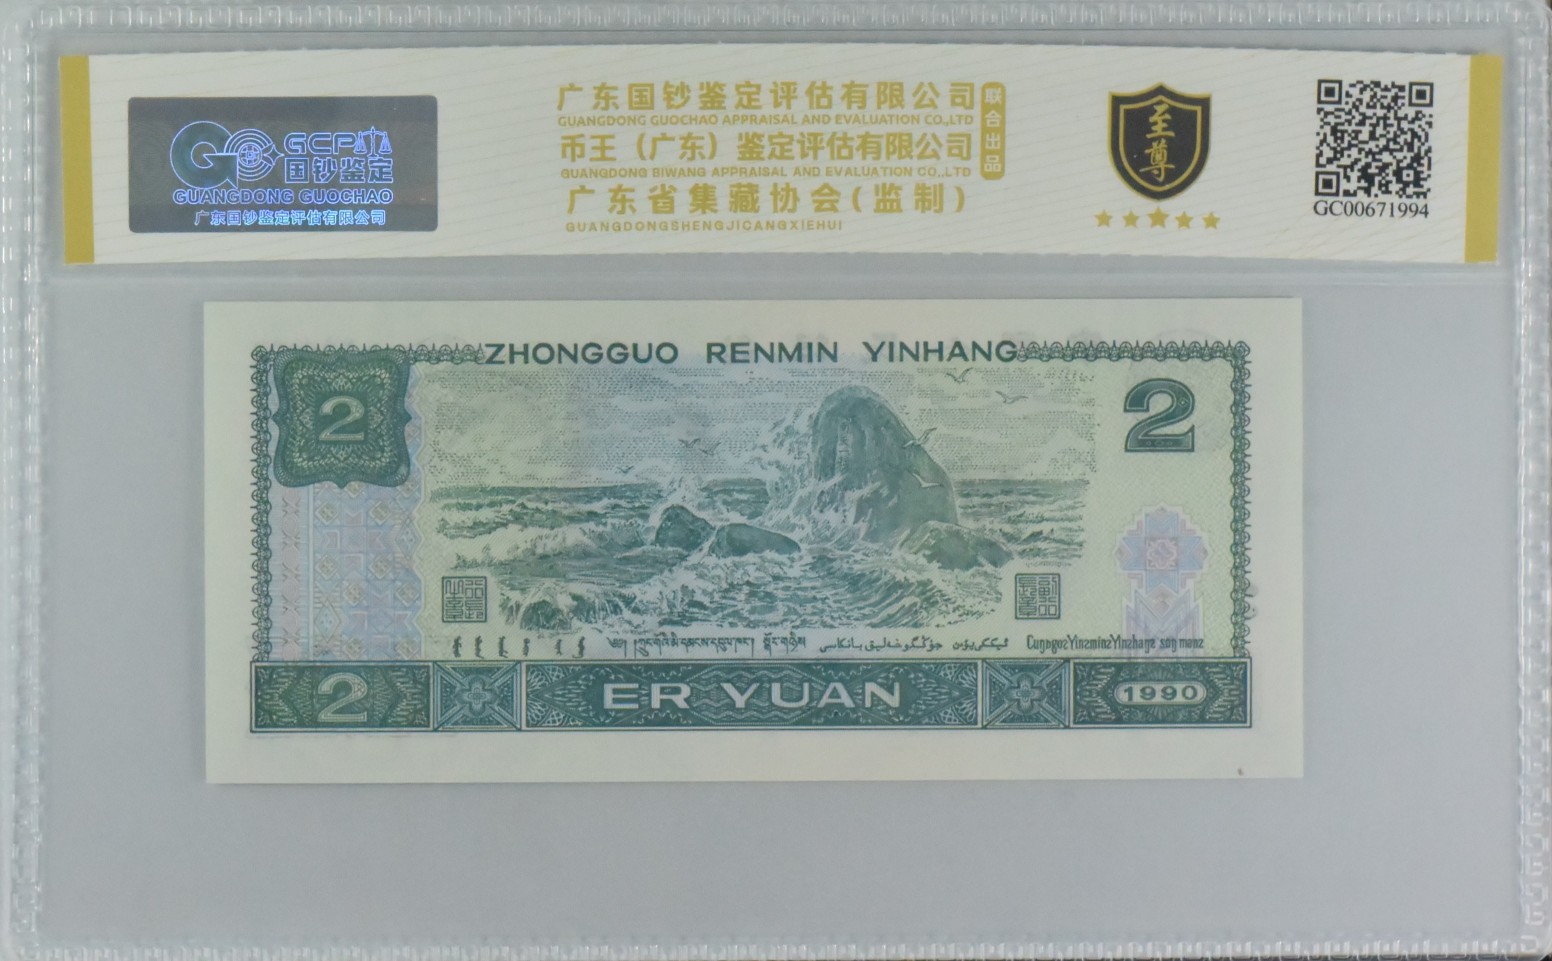 GCP
国钞鉴定
GUANGDONG GUOCHAO
广东国钞鉴定评估有限公司
广东国钞鉴定评估有限公司
GUANGDONG GUOCHAO APPRAISAL AND EVALUATION CO.,LTD
币王（广东）鉴定评估有限公司
GUANGDONG BIWANG APPRAISAL AND EVALUATION CO.,LTD
广东省集藏协会(监制)
GUANGDONGSHENGJICANGXIEHUI
联合出品
至尊
GC00671994
ZHONGGUO RENMIN YINHANG
2
2
2
ER YUAN
1990